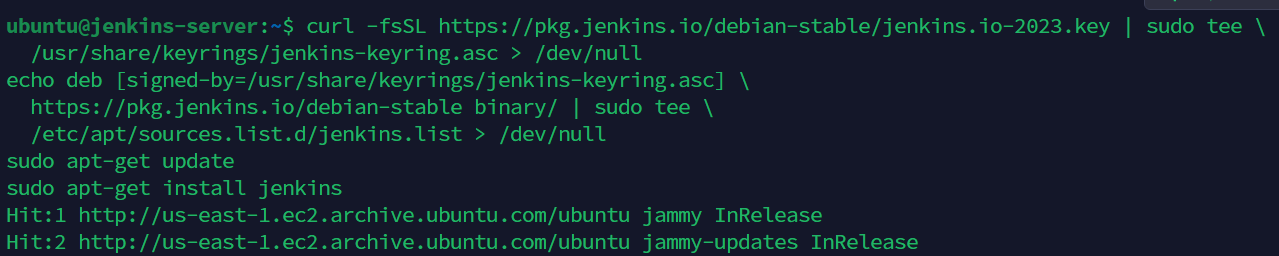 ubuntu@jenkins-server:~$ curl -fsSL https://pkg.jenkins.io/debian-stable/jenkins.io-2023.key | sudo tee \
  /usr/share/keyrings/jenkins-keyring.asc > /dev/null
echo deb [signed-by=/usr/share/keyrings/jenkins-keyring.asc] \
  https://pkg.jenkins.io/debian-stable binary/ | sudo tee \
  /etc/apt/sources.list.d/jenkins.list > /dev/null
sudo apt-get update
sudo apt-get install jenkins
Hit:1 http://us-east-1.ec2.archive.ubuntu.com/ubuntu jammy InRelease
Hit:2 http://us-east-1.ec2.archive.ubuntu.com/ubuntu jammy-updates InRelease